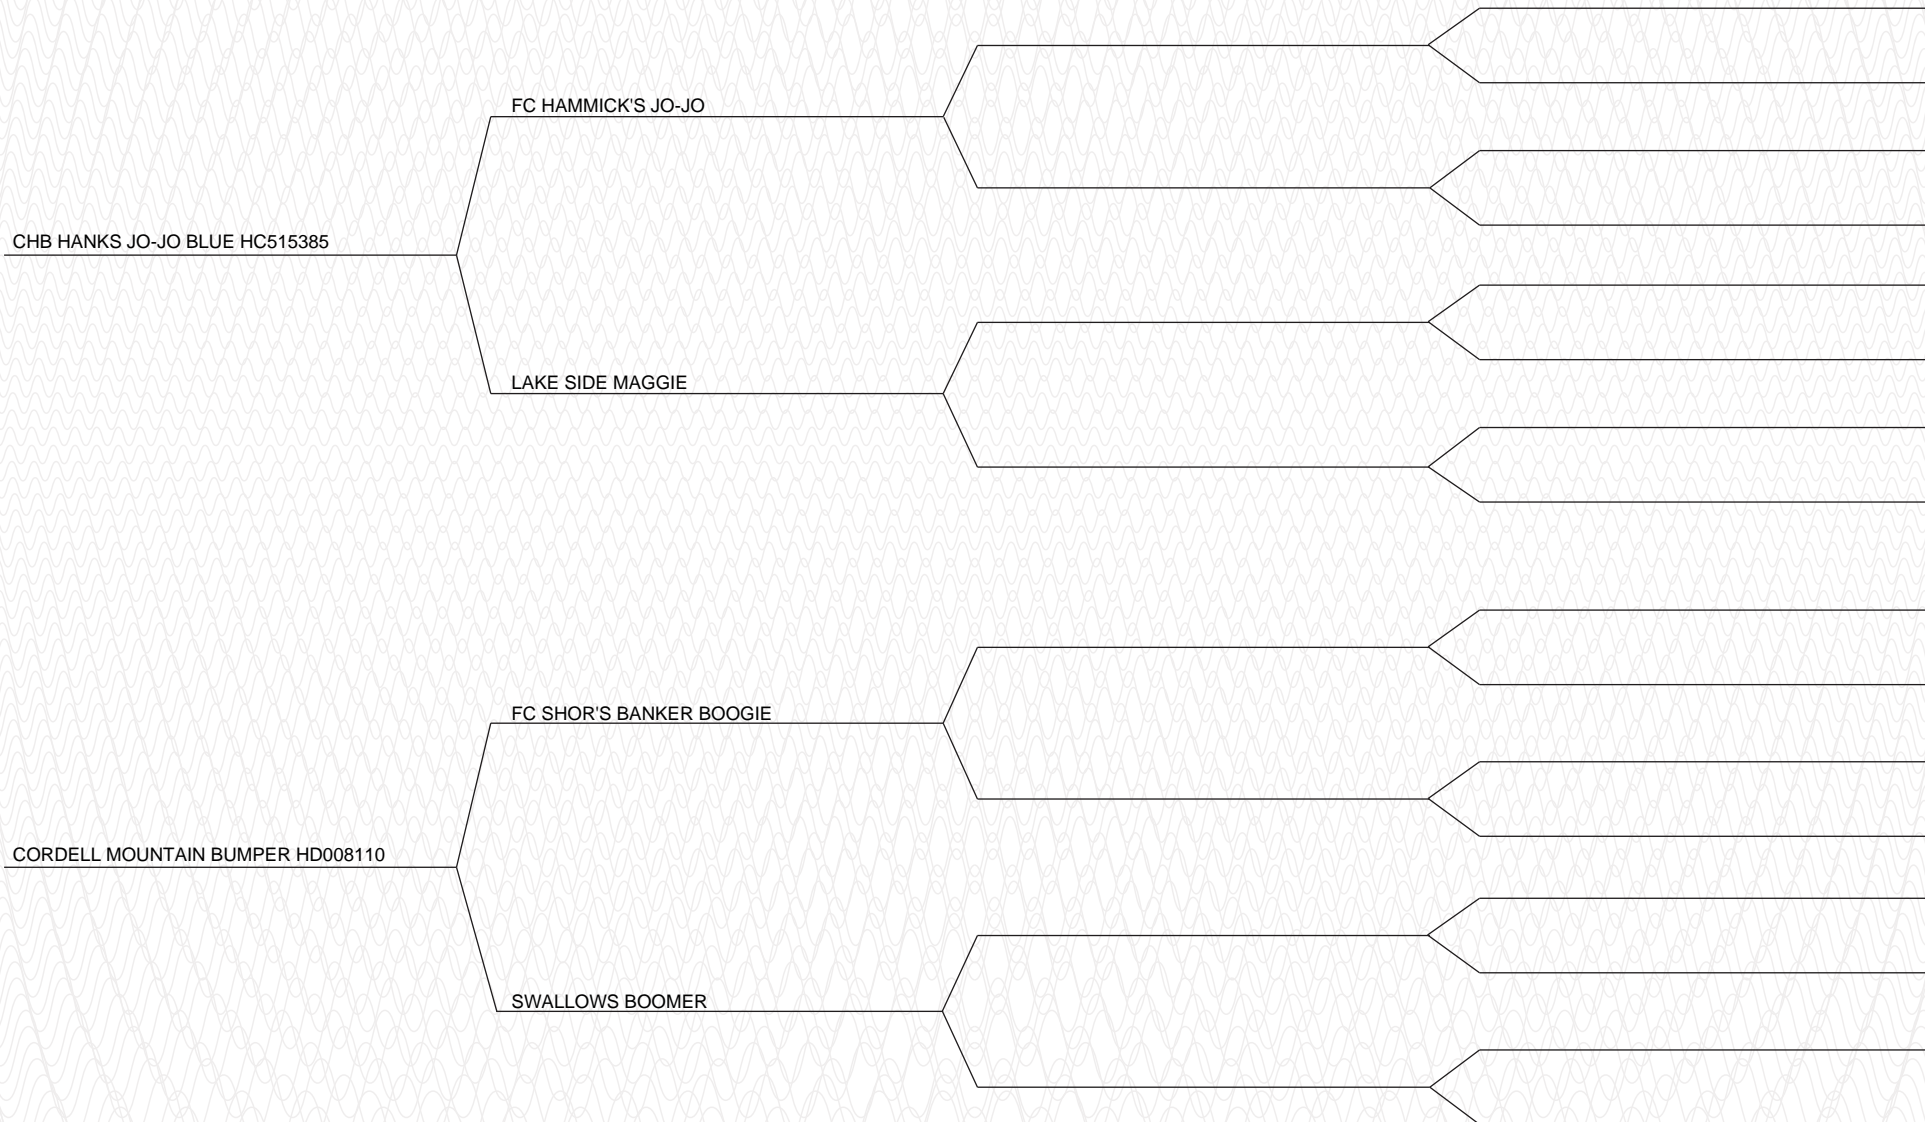 FC HAMMICK'S JO-JO
CHB HANKS JO-JO BLUE HC515385
LAKE SIDE MAGGIE
FC SHOR'S BANKER BOOGIE
CORDELL MOUNTAIN BUMPER HD008110
SWALLOWS BOOMER